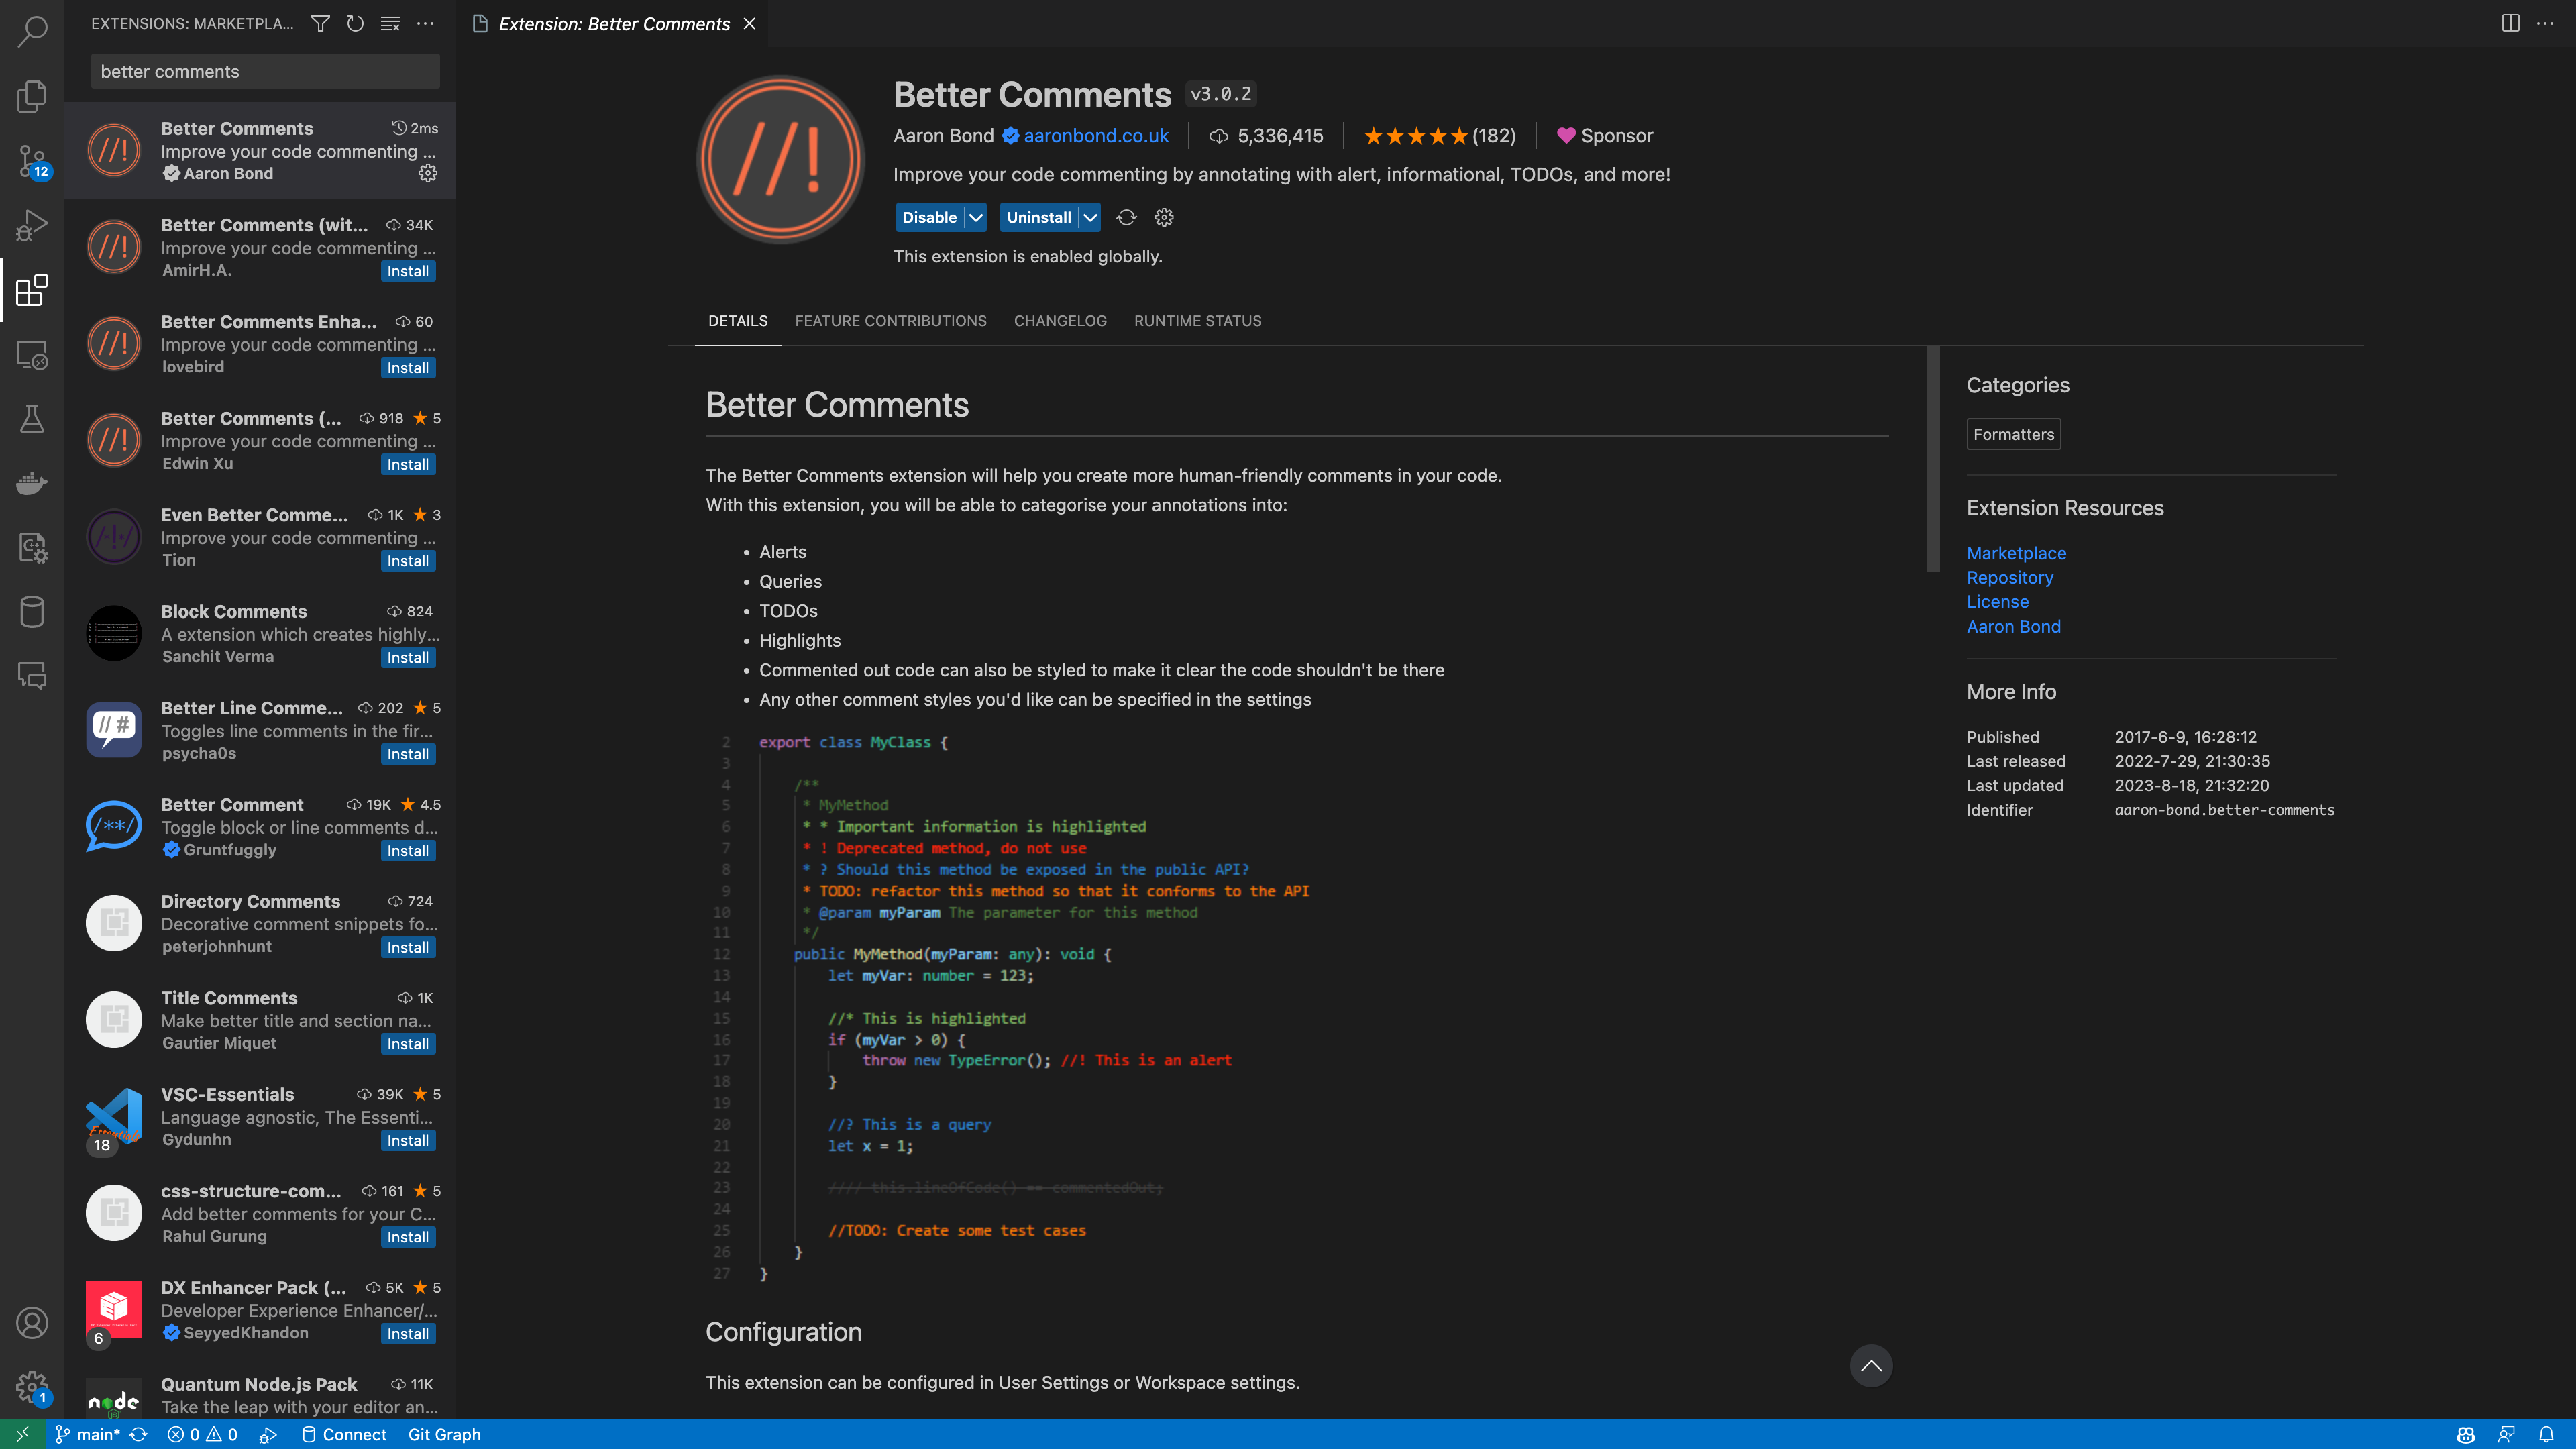 EXTENSIONS: MARKETPLA...
better comments
Better Comments 2ms
Improve your code commenting ...
Aaron Bond
Better Comments (wit... 34K
Improve your code commenting ...
AmirH.A. Install
Better Comments Enha... 60
Improve your code commenting ...
lovebird Install
Better Comments (... 918 5
Improve your code commenting ...
Edwin Xu Install
Even Better Comme... 1K 3
Improve your code commenting ...
Tion Install
Block Comments 824
A extension which creates highly...
Sanchit Verma Install
// #
Better Line Comme... 202 5
Toggles line comments in the fir...
psycha0s Install
/**/
Better Comment 19K 4.5
Toggle block or line comments d...
Gruntfuggly Install
Directory Comments 724
Decorative comment snippets fo...
peterjohnhunt Install
Title Comments 1K
Make better title and section na...
Gautier Miquet Install
VSC-Essentials 39K 5
Language agnostic, The Essenti...
Gydunhn Install
Essentials
18
css-structure-com... 161 5
Add better comments for your C...
Rahul Gurung Install
DX Enhancer Pack (... 5K 5
Developer Experience Enhancer/...
SeyyedKhandon Install
6
Quantum Node.js Pack 11K
Take the leap with your editor an...
node
12
1
Extension: Better Comments
//!
Better Comments v3.0.2
Aaron Bond aaronbond.co.uk 5,336,415 (182) Sponsor
Improve your code commenting by annotating with alert, informational, TODOs, and more!
Disable Uninstall
This extension is enabled globally.
DETAILS FEATURE CONTRIBUTIONS CHANGELOG RUNTIME STATUS
Better Comments
The Better Comments extension will help you create more human-friendly comments in your code.
With this extension, you will be able to categorise your annotations into:
• Alerts
• Queries
• TODOs
• Highlights
• Commented out code can also be styled to make it clear the code shouldn't be there
• Any other comment styles you'd like can be specified in the settings
2 export class MyClass {
3
4 /**
5 * MyMethod
6 * * Important information is highlighted
7 * ! Deprecated method, do not use
8 * ? Should this method be exposed in the public API?
9 * TODO: refactor this method so that it conforms to the API
10 * @param myParam The parameter for this method
11 */
12 public MyMethod(myParam: any): void {
13 let myVar: number = 123;
14
15 //* This is highlighted
16 if (myVar > 0) {
17 throw new TypeError(); //! This is an alert
18 }
19
20 //? This is a query
21 let x = 1;
22
23 //// this.lineOfCode() == commentedOut;
24
25 //TODO: Create some test cases
26 }
27 }
Configuration
This extension can be configured in User Settings or Workspace settings.
Categories
Formatters
Extension Resources
Marketplace
Repository
License
Aaron Bond
More Info
Published 2017-6-9, 16:28:12
Last released 2022-7-29, 21:30:35
Last updated 2023-8-18, 21:32:20
Identifier aaron-bond.better-comments
main* 0 0 Connect Git Graph